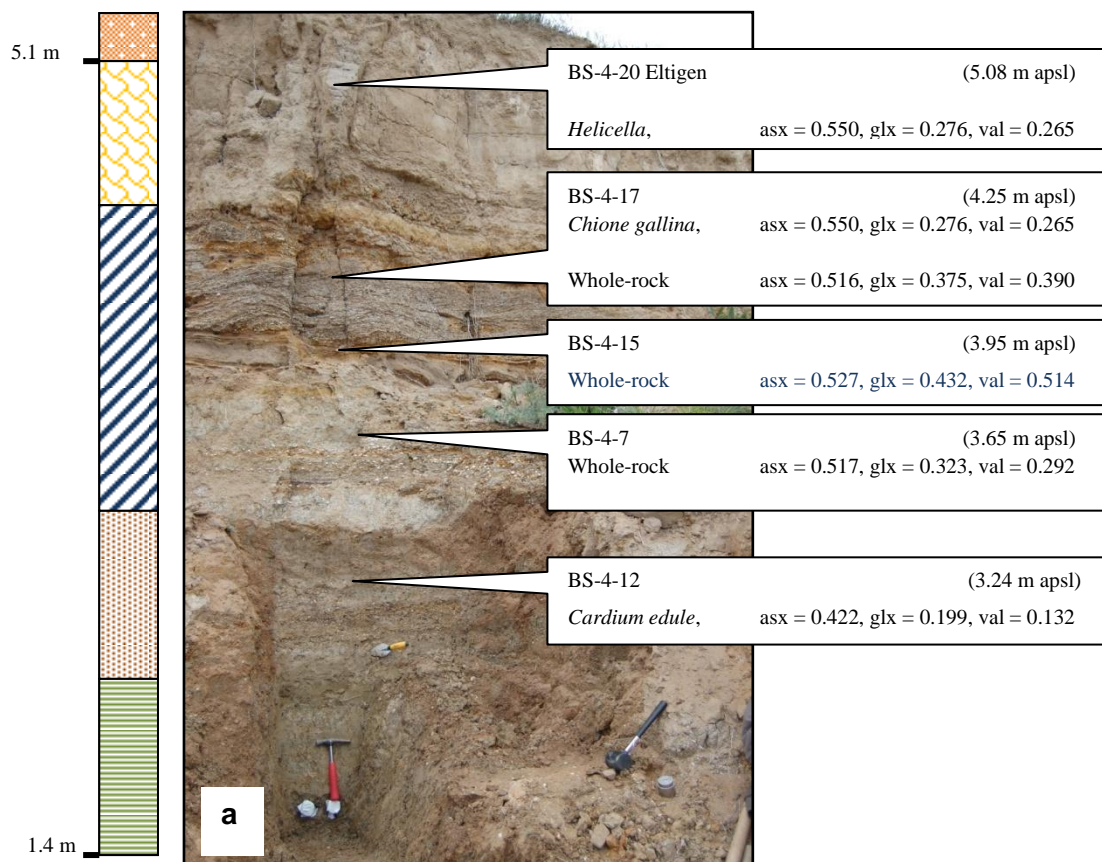 5.1 m
BS-4-20 Eltigen (5.08 m apsl)
Helicella, asx = 0.550, glx = 0.276, val = 0.265
BS-4-17 (4.25 m apsl)
Chione gallina, asx = 0.550, glx = 0.276, val = 0.265
Whole-rock asx = 0.516, glx = 0.375, val = 0.390
BS-4-15 (3.95 m apsl)
Whole-rock asx = 0.527, glx = 0.432, val = 0.514
BS-4-7 (3.65 m apsl)
Whole-rock asx = 0.517, glx = 0.323, val = 0.292
BS-4-12 (3.24 m apsl)
Cardium edule, asx = 0.422, glx = 0.199, val = 0.132
a
1.4 m